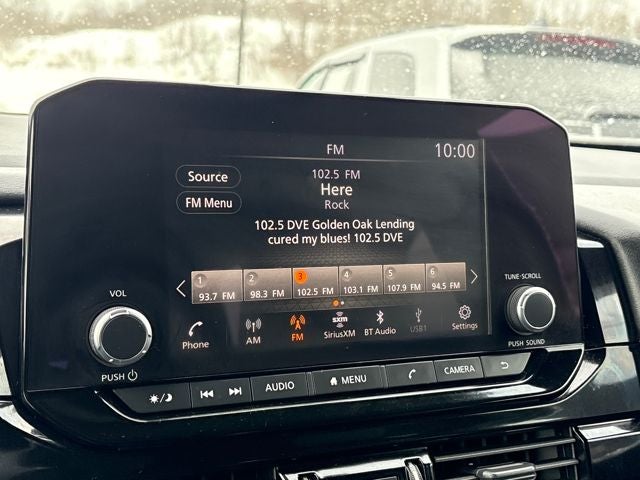 FM
10:00
Source
102.5 FM
Here
FM Menu
Rock
102.5 DVE Golden Oak Lending
cured my blues! 102.5 DVE
1 2 3 4 5 6
93.7 FM 98.3 FM 102.5 FM 103.1 FM 107.9 FM 94.5 FM
VOL
TUNE·SCROLL
Phone AM FM SiriusXM BT Audio USB1 Settings
sxm
PUSH
PUSH SOUND
AUDIO MENU CAMERA